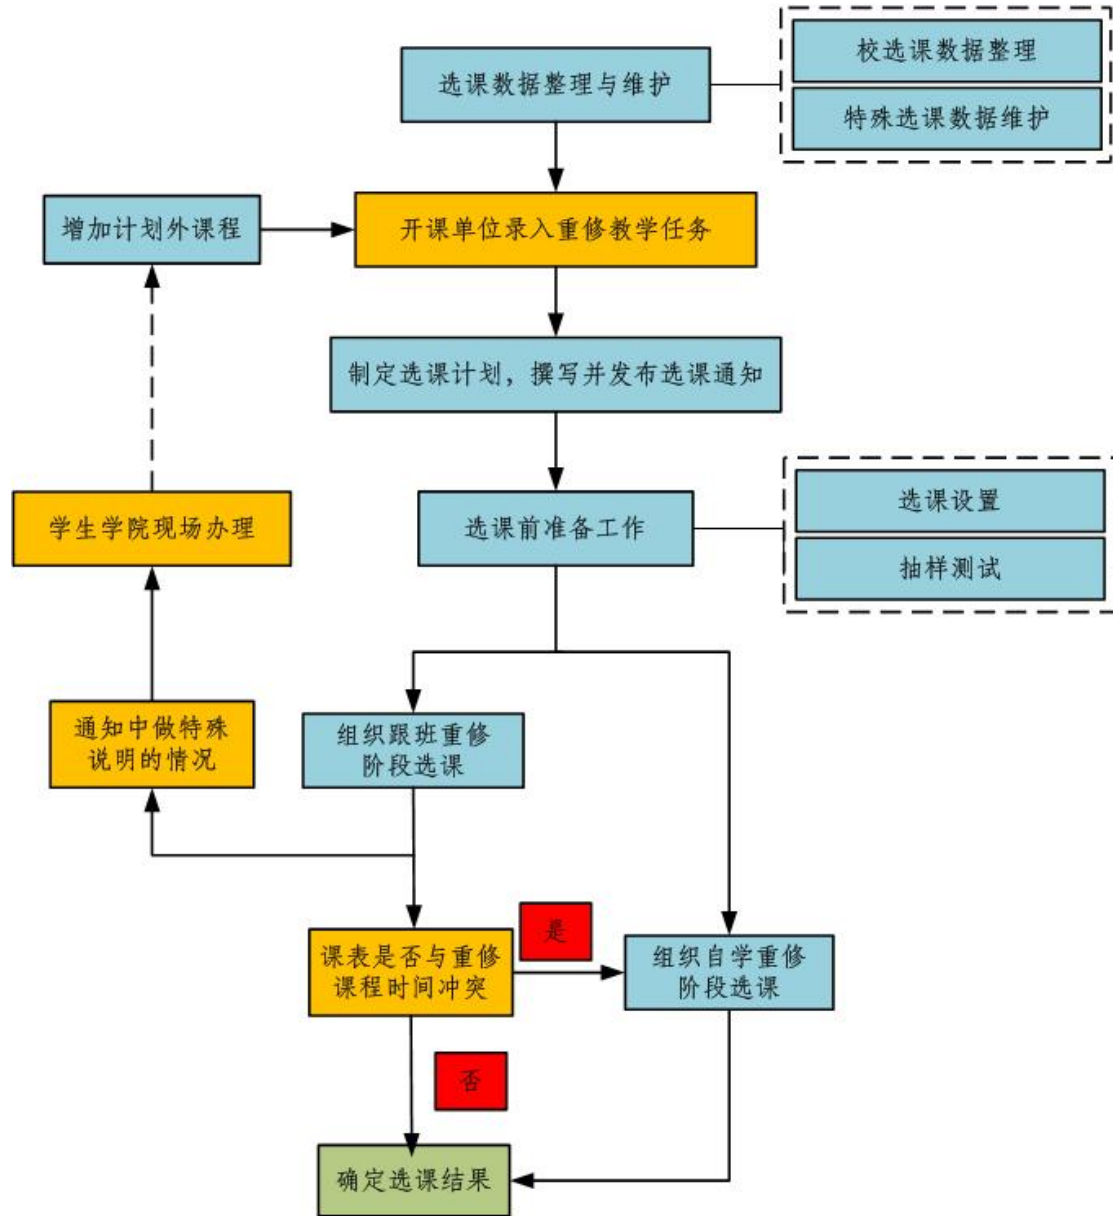 选课数据整理与维护
校选课数据整理
特殊选课数据维护
增加计划外课程
开课单位录入重修教学任务
制定选课计划，撰写并发布选课通知
学生学院现场办理
选课前准备工作
选课设置
抽样测试
通知中做特殊
说明的情况
组织跟班重修
阶段选课
课表是否与重修
课程时间冲突
是
组织自学重修
阶段选课
否
确定选课结果